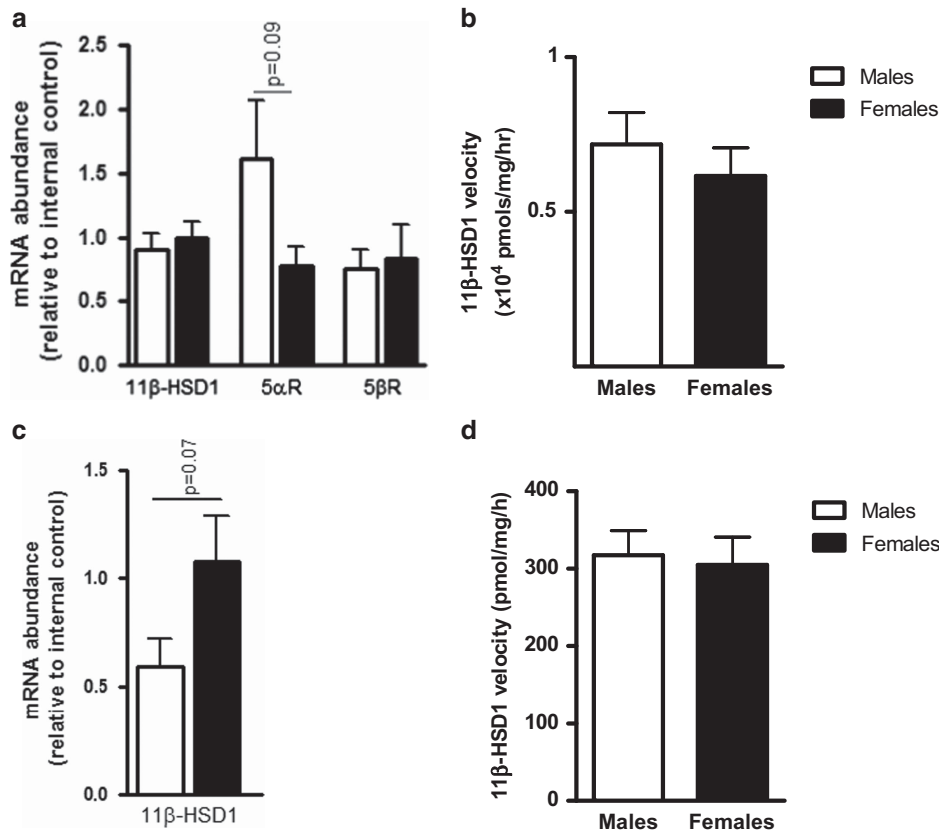 a
mRNA abundance
(relative to internal control)
2.5
2.0
1.5
1.0
0.5
0.0
p=0.09
11β-HSD1
5αR
5βR
b
11β-HSD1 velocity
(x10⁴ pmols/mg/hr)
1
0.5
Males
Females
Males
Females
c
mRNA abundance
(relative to internal control)
1.5
1.0
0.5
0.0
p=0.07
11β-HSD1
d
11β-HSD1 velocity (pmol/mg/h)
400
300
200
100
0
Males
Females
Males
Females